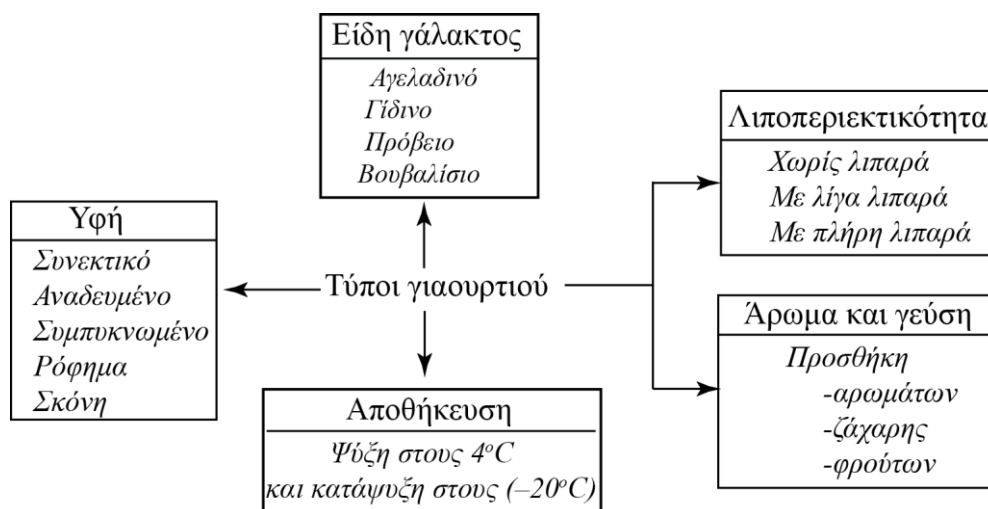 Είδη γάλακτος
Αγελαδινό
Γίδινο
Πρόβειο
Βουβαλίσιο
Λιποπεριεκτικότητα
Χωρίς λιπαρά
Με λίγα λιπαρά
Με πλήρη λιπαρά
Υφή
Συνεκτικό
Αναδευμένο
Συμπυκνωμένο
Ρόφημα
Σκόνη
Τύποι γιαουρτιού
Άρωμα και γεύση
Προσθήκη
-αρωμάτων
-ζάχαρης
-φρούτων
Αποθήκευση
Ψύξη στους 4°C
και κατάψυξη στους (–20°C)